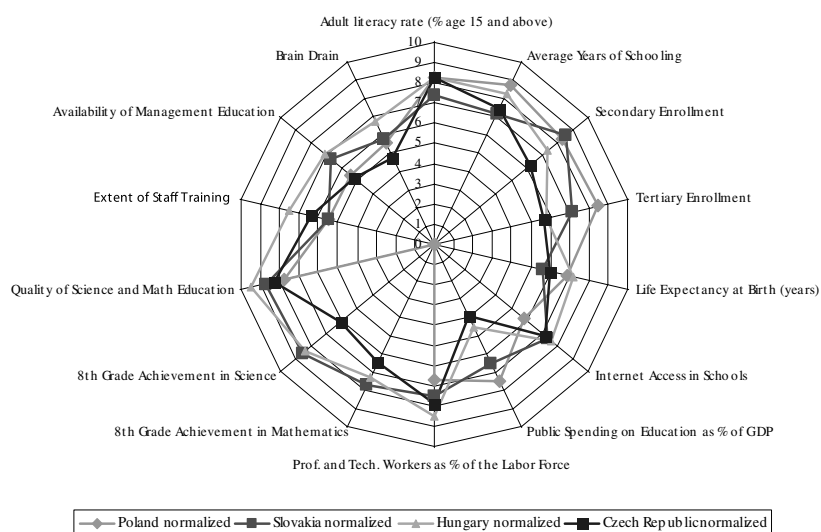 Adult literacy rate (% age 15 and above)
10
9
8
7
6
5
4
3
2
1
0
Average Years of Schooling
Secondary Enrollment
Tertiary Enrollment
Life Expectancy at Birth (years)
Internet Access in Schools
Public Spending on Education as % of GDP
Prof. and Tech. Workers as % of the Labor Force
8th Grade Achievement in Mathematics
8th Grade Achievement in Science
Quality of Science and Math Education
Extent of Staff Training
Availability of Management Education
Brain Drain
Poland normalized Slovakia normalized Hungary normalized Czech Republicnormalized